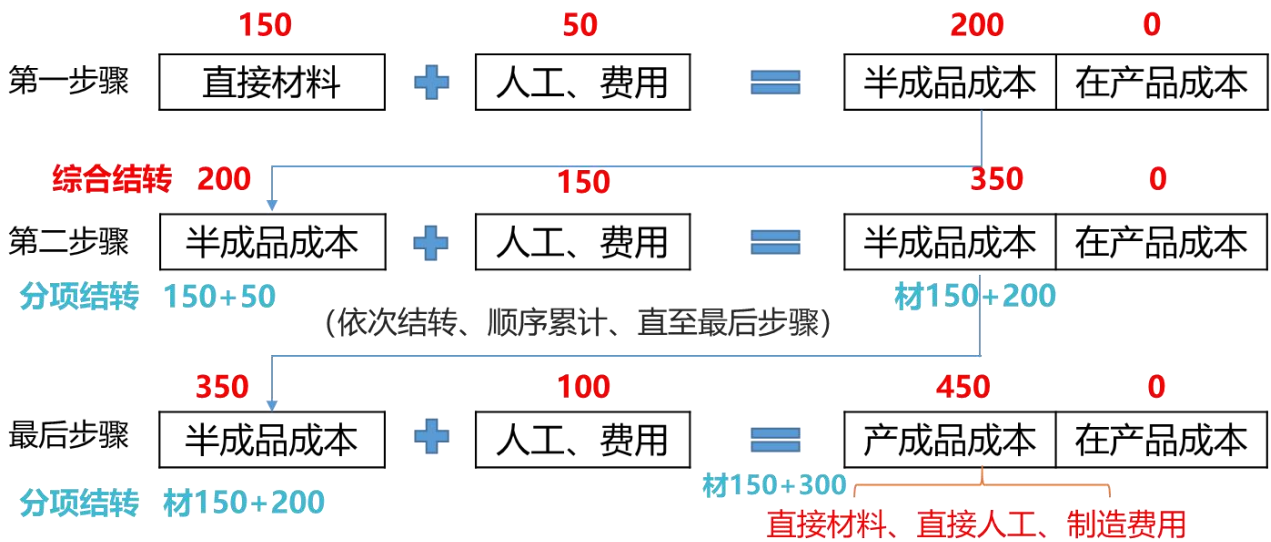 150 50 200 0
第一步骤 直接材料 人工、费用 半成品成本 在产品成本
综合结转 200 150 350 0
第二步骤 半成品成本 人工、费用 半成品成本 在产品成本
分项结转 150+50 材150+200
（依次结转、顺序累计、直至最后步骤）
350 100 450 0
最后步骤 半成品成本 人工、费用 产成品成本 在产品成本
分项结转 材150+200 材150+300
直接材料、直接人工、制造费用